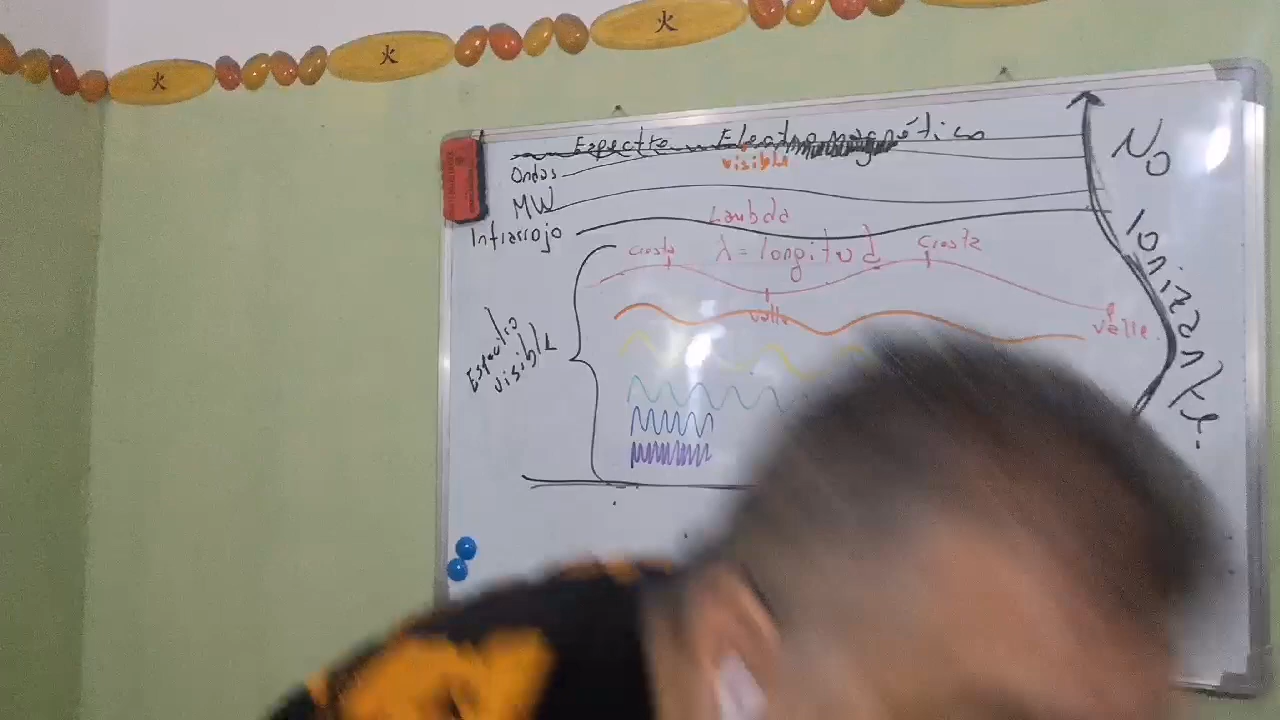 火
火
火
Espectro Electromagnético
visible
Ondas
MW
Lambda
Infrarrojo
λ = longitud
Cresta
Cresta
valle
valle
Espectro
visible
No
Ionizante.